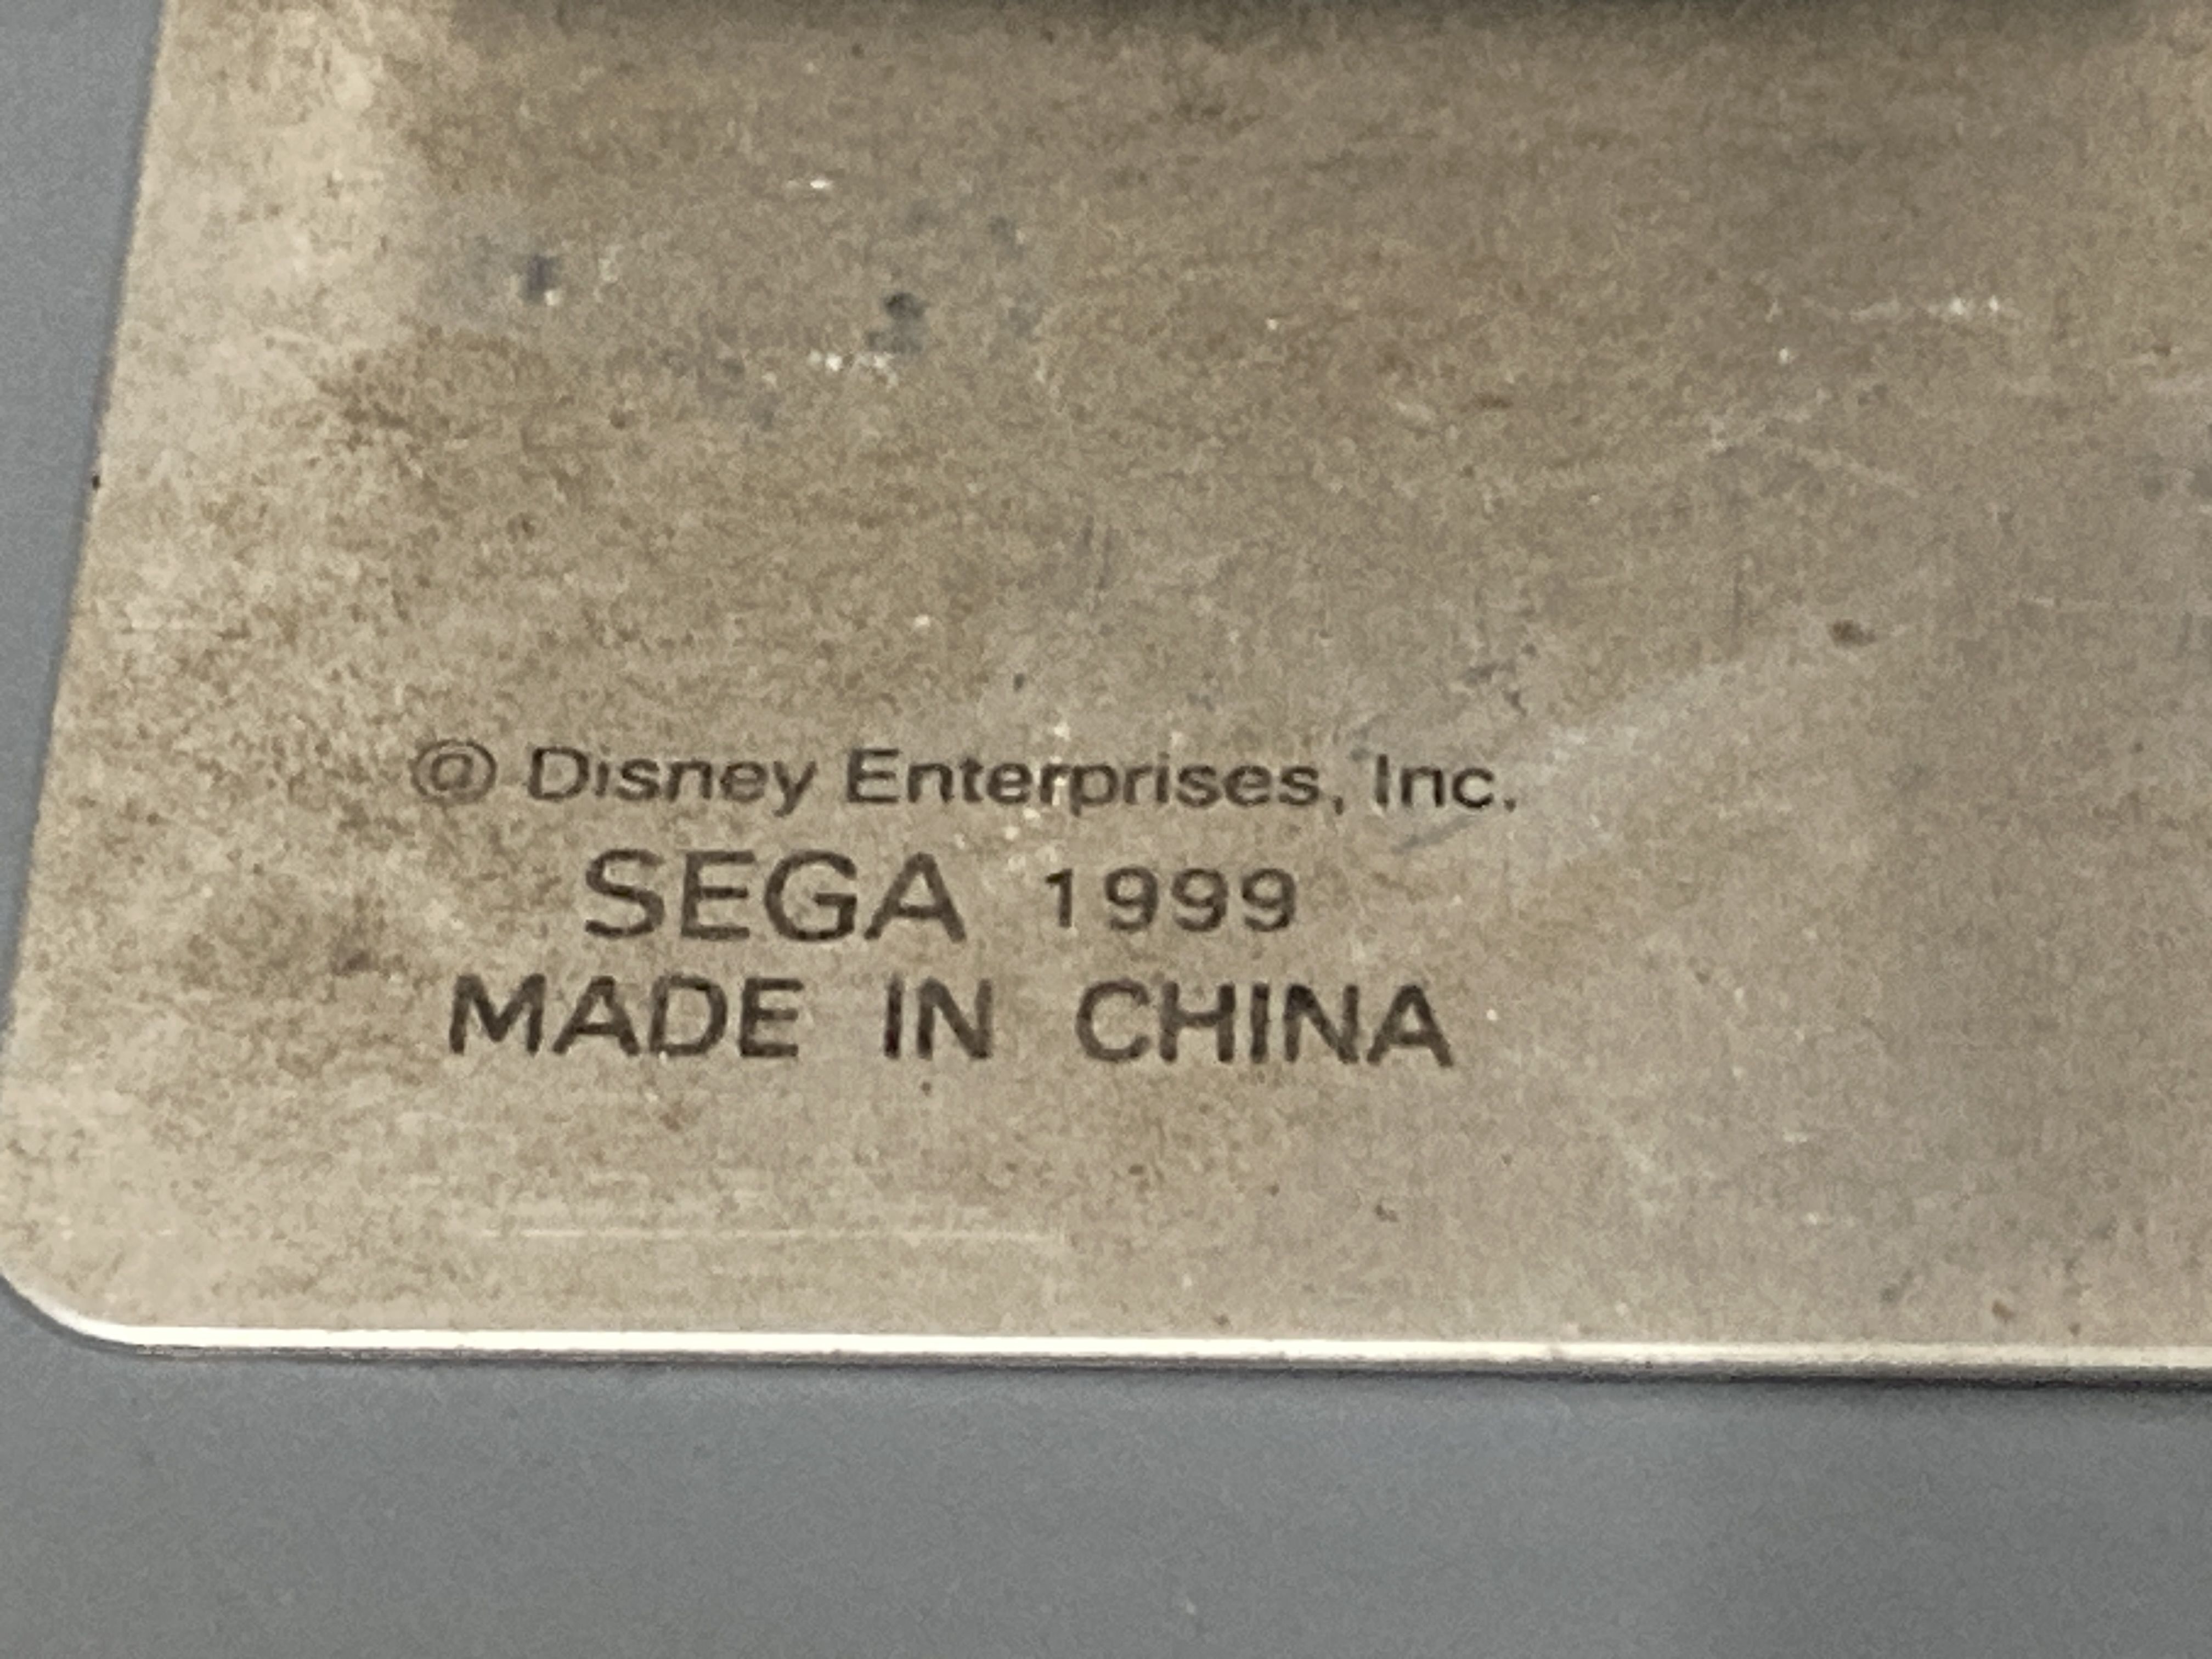 © Disney Enterprises, Inc.
SEGA 1999
MADE IN CHINA